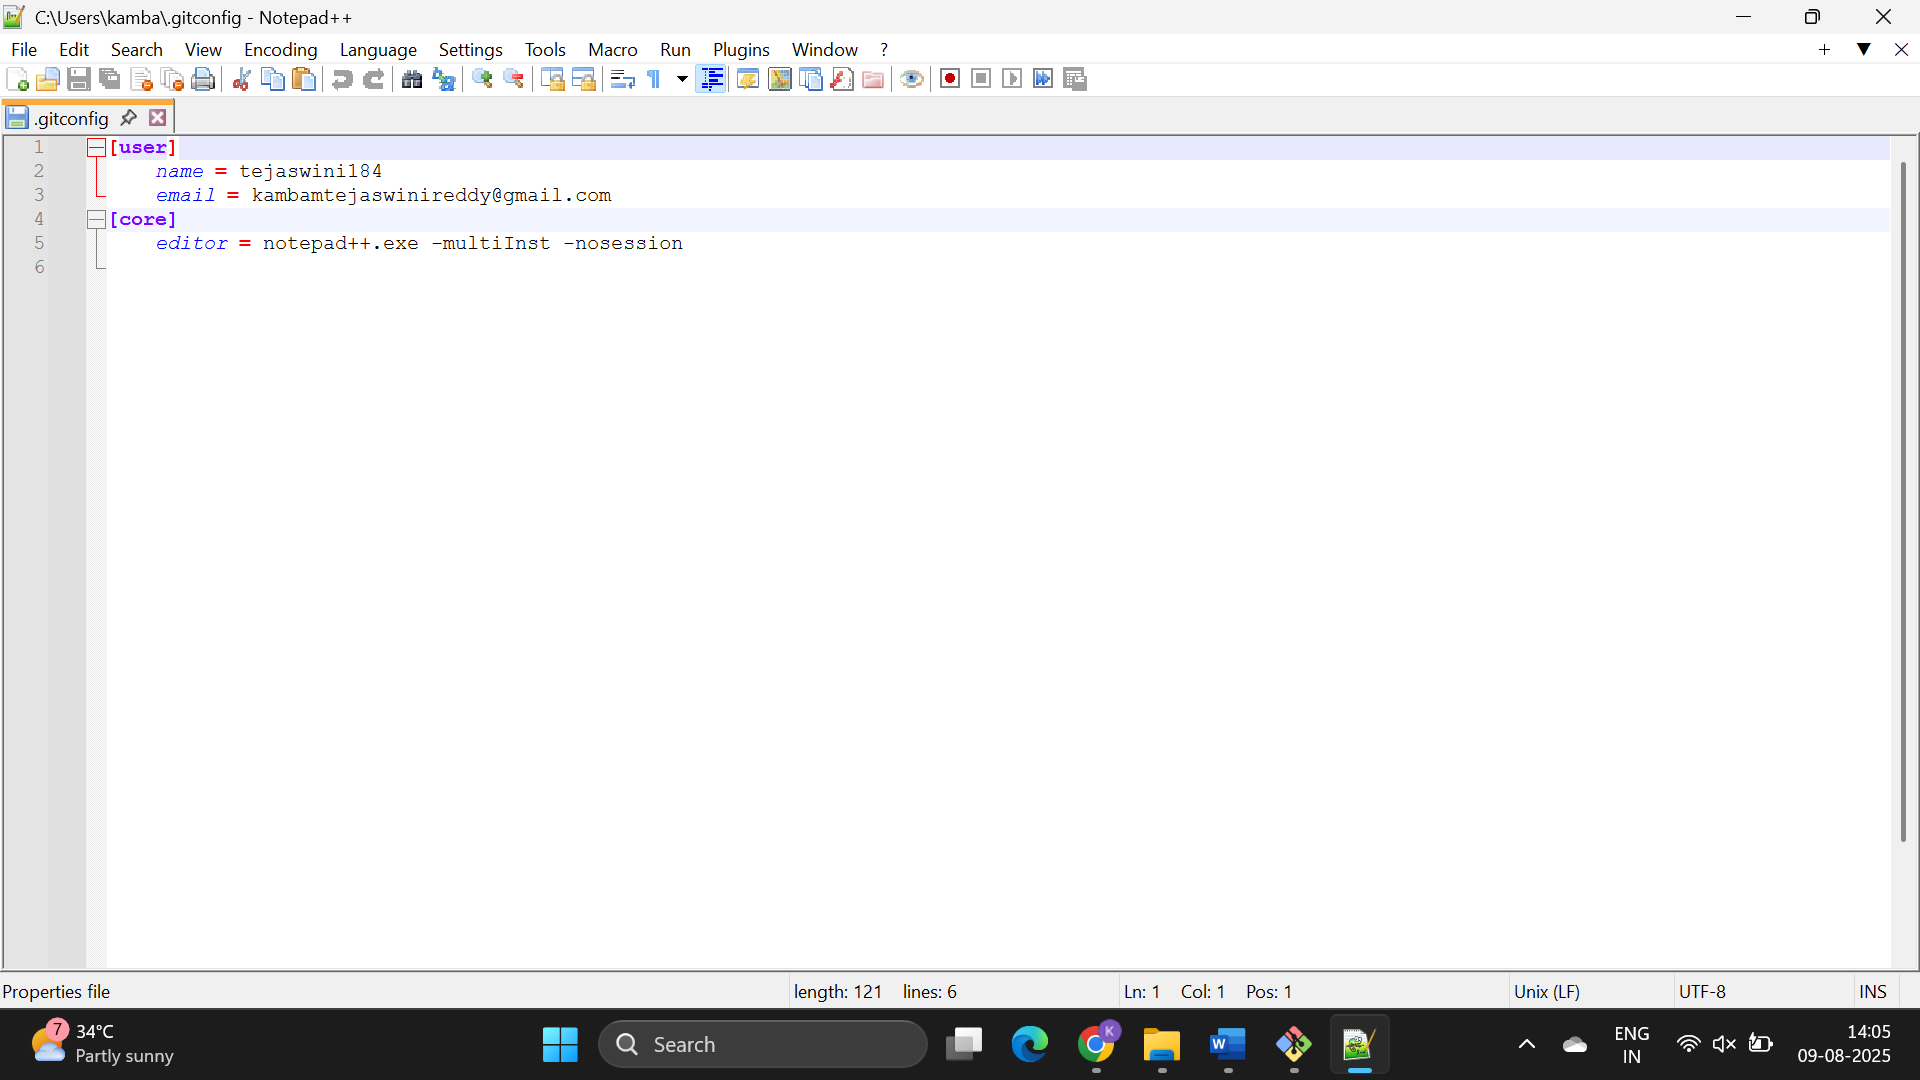 C:\Users\kamba\.gitconfig - Notepad++
File Edit Search View Encoding Language Settings Tools Macro Run Plugins Window ?
.gitconfig
1 [user]
2 name = tejaswini184
3 email = kambamtejaswinireddy@gmail.com
4 [core]
5 editor = notepad++.exe -multiInst -nosession
6
Properties file length: 121 lines: 6 Ln: 1 Col: 1 Pos: 1 Unix (LF) UTF-8 INS
7 34°C
Partly sunny
Search
K
W
ENG
IN
14:05
09-08-2025